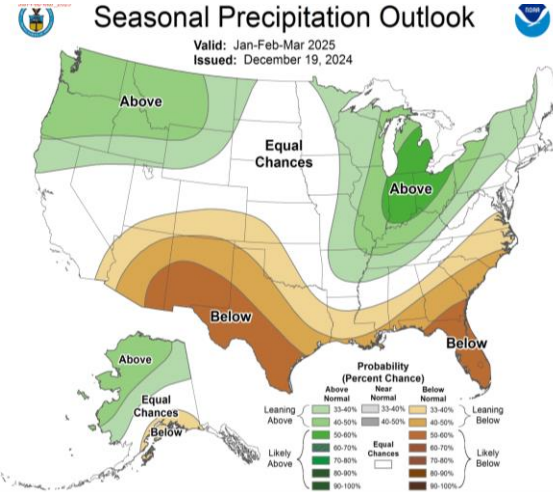 Seasonal Precipitation Outlook
Valid: Jan-Feb-Mar 2025
Issued: December 19, 2024
NOAA
Above
Equal
Chances
Above
Below
Below
Above
Equal
Chances
Below
Probability
(Percent Chance)
Above
Normal
Near
Normal
Below
Normal
Leaning
Above
33-40%
40-50%
33-40%
40-50%
33-40%
40-50%
Leaning
Below
Likely
Above
50-60%
60-70%
70-80%
80-90%
90-100%
Equal
Chances
50-60%
60-70%
70-80%
80-90%
90-100%
Likely
Below